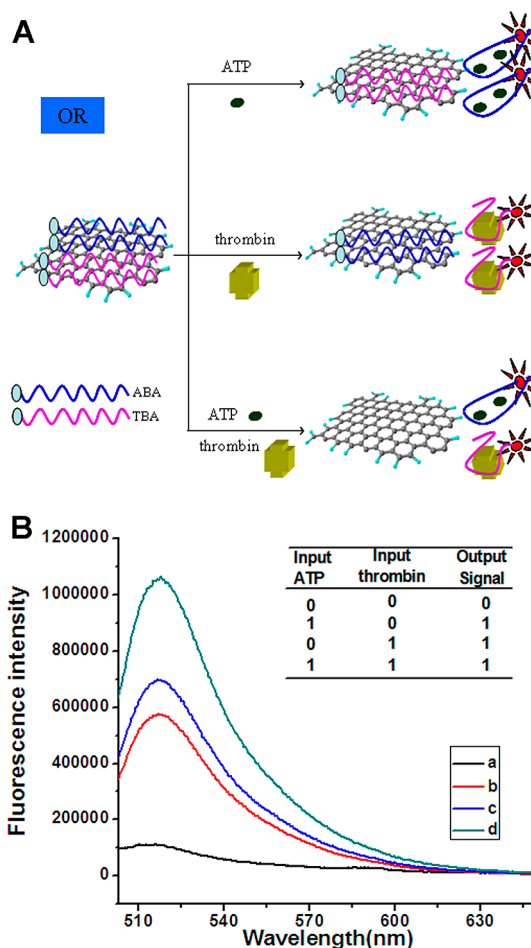 A
OR
ATP
thrombin
ABA
TBA
ATP
thrombin
B
Fluorescence intensity
1200000
1000000
800000
600000
400000
200000
0
510
540
570
600
630
Wavelength(nm)
Input ATP Input thrombin Output Signal
0 0 0
1 0 1
0 1 1
1 1 1
a
b
c
d